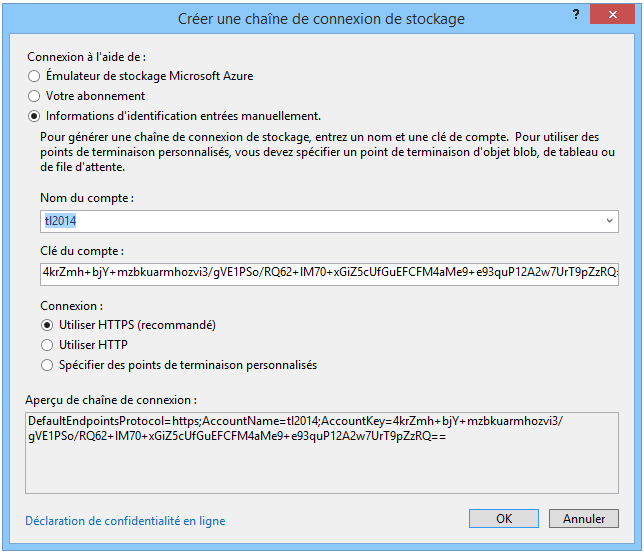 Créer une chaîne de connexion de stockage
?
Connexion à l'aide de :
Émulateur de stockage Microsoft Azure
Votre abonnement
Informations d'identification entrées manuellement.
Pour générer une chaîne de connexion de stockage, entrez un nom et une clé de compte. Pour utiliser des
points de terminaison personnalisés, vous devez spécifier un point de terminaison d'objet blob, de tableau ou
de file d'attente.
Nom du compte :
tl2014
Clé du compte :
4krZmh+bjY+mzbkuarmhozvi3/gVE1PSo/RQ62+IM70+xGiZ5cUfGuEFCFM4aMe9+e93quP12A2w7UrT9pZzRQ=
Connexion :
Utiliser HTTPS (recommandé)
Utiliser HTTP
Spécifier des points de terminaison personnalisés
Aperçu de chaîne de connexion :
DefaultEndpointsProtocol=https;AccountName=tl2014;AccountKey=4krZmh+bjY+mzbkuarmhozvi3/
gVE1PSo/RQ62+IM70+xGiZ5cUfGuEFCFM4aMe9+e93quP12A2w7UrT9pZzRQ==
Déclaration de confidentialité en ligne
OK
Annuler